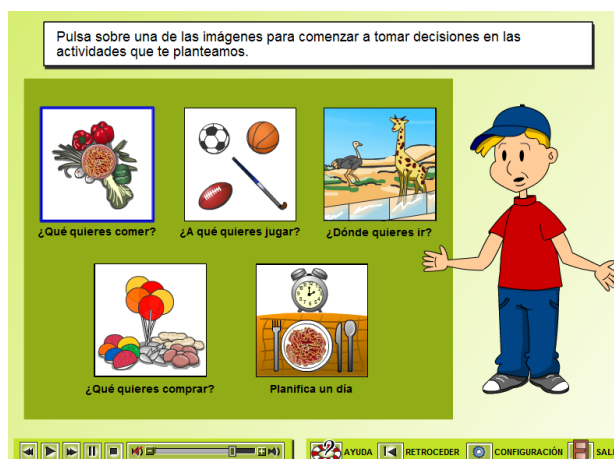 Pulsa sobre una de las imágenes para comenzar a tomar decisiones en las
actividades que te planteamos.
¿Qué quieres comer?
¿A qué quieres jugar?
¿Dónde quieres ir?
¿Qué quieres comprar?
Planifica un día
AYUDA
RETROCEDER
CONFIGURACIÓN